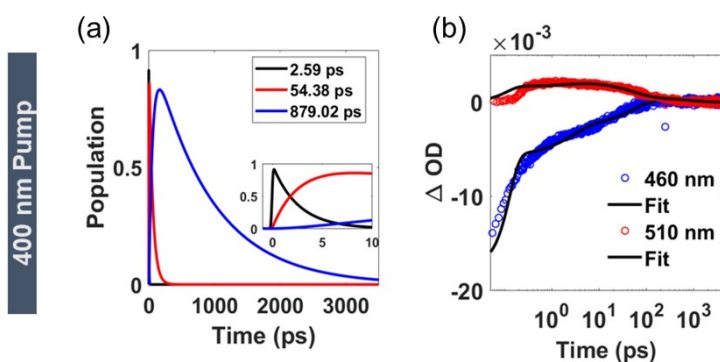 400 nm Pump
(a)
1
0.5
0
Population
2.59 ps
54.38 ps
879.02 ps
1
0.5
0
0
5
10
0
1000
2000
3000
Time (ps)
(b)
× 10⁻³
0
-10
-20
Δ OD
460 nm
Fit
510 nm
Fit
10⁰
10¹
10²
10³
Time (ps)